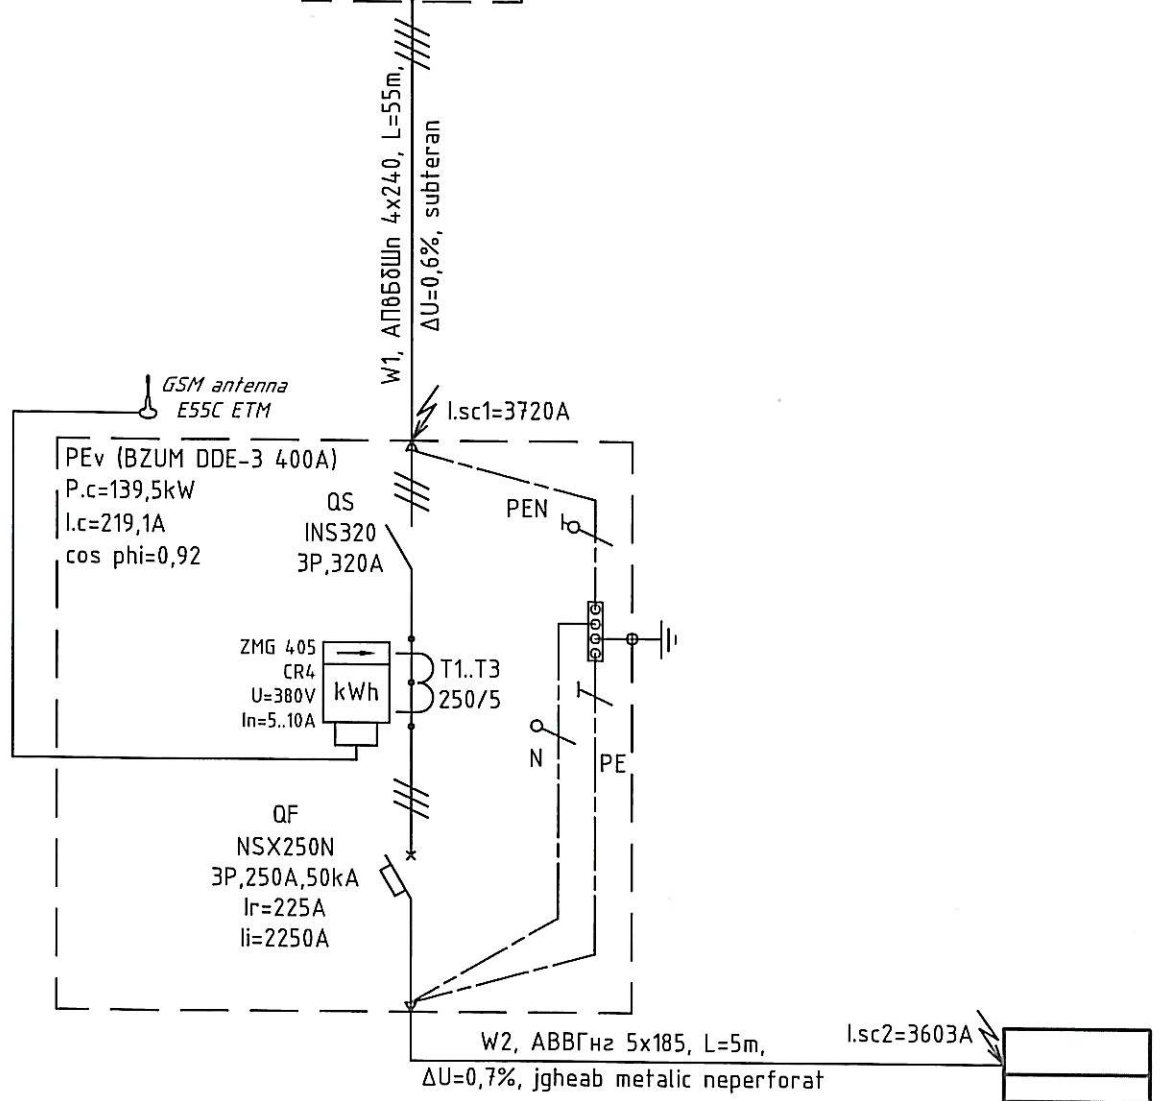 W1, АПвБбШп 4x240, L=55m,
ΔU=0,6%, subteran
GSM antenna
E55C ETM
I.sc1=3720A
PEv (BZUM DDE-3 400A)
P.c=139,5kW
I.c=219,1A
cos phi=0,92
QS
INS320
3P,320A
PEN
ZMG 405
CR4
U=380V
In=5..10A
kWh
T1..T3
250/5
N
PE
QF
NSX250N
3P,250A,50kA
Ir=225A
Ii=2250A
W2, АВВГнг 5x185, L=5m,
ΔU=0,7%, jgheab metalic neperforat
I.sc2=3603A